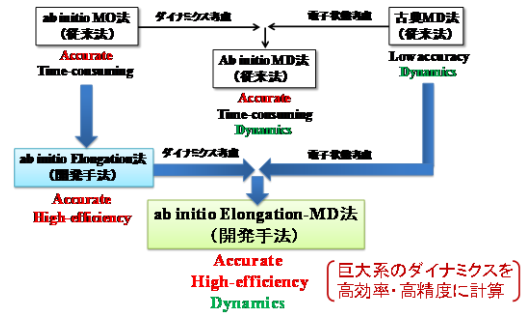 ab initio MO法
(従来法)
Accurate
Time-consuming
ダイナミクス考慮
電子状態考慮
古典MD法
(従来法)
Low accuracy
Dynamics
Ab initio MD法
(従来法)
Accurate
Time-consuming
Dynamics
ab initio Elongation法
(開発手法)
Accurate
High-efficiency
ダイナミクス考慮
電子状態考慮
ab initio Elongation-MD法
(開発手法)
Accurate
High-efficiency
Dynamics
巨大系のダイナミクスを
高効率・高精度に計算